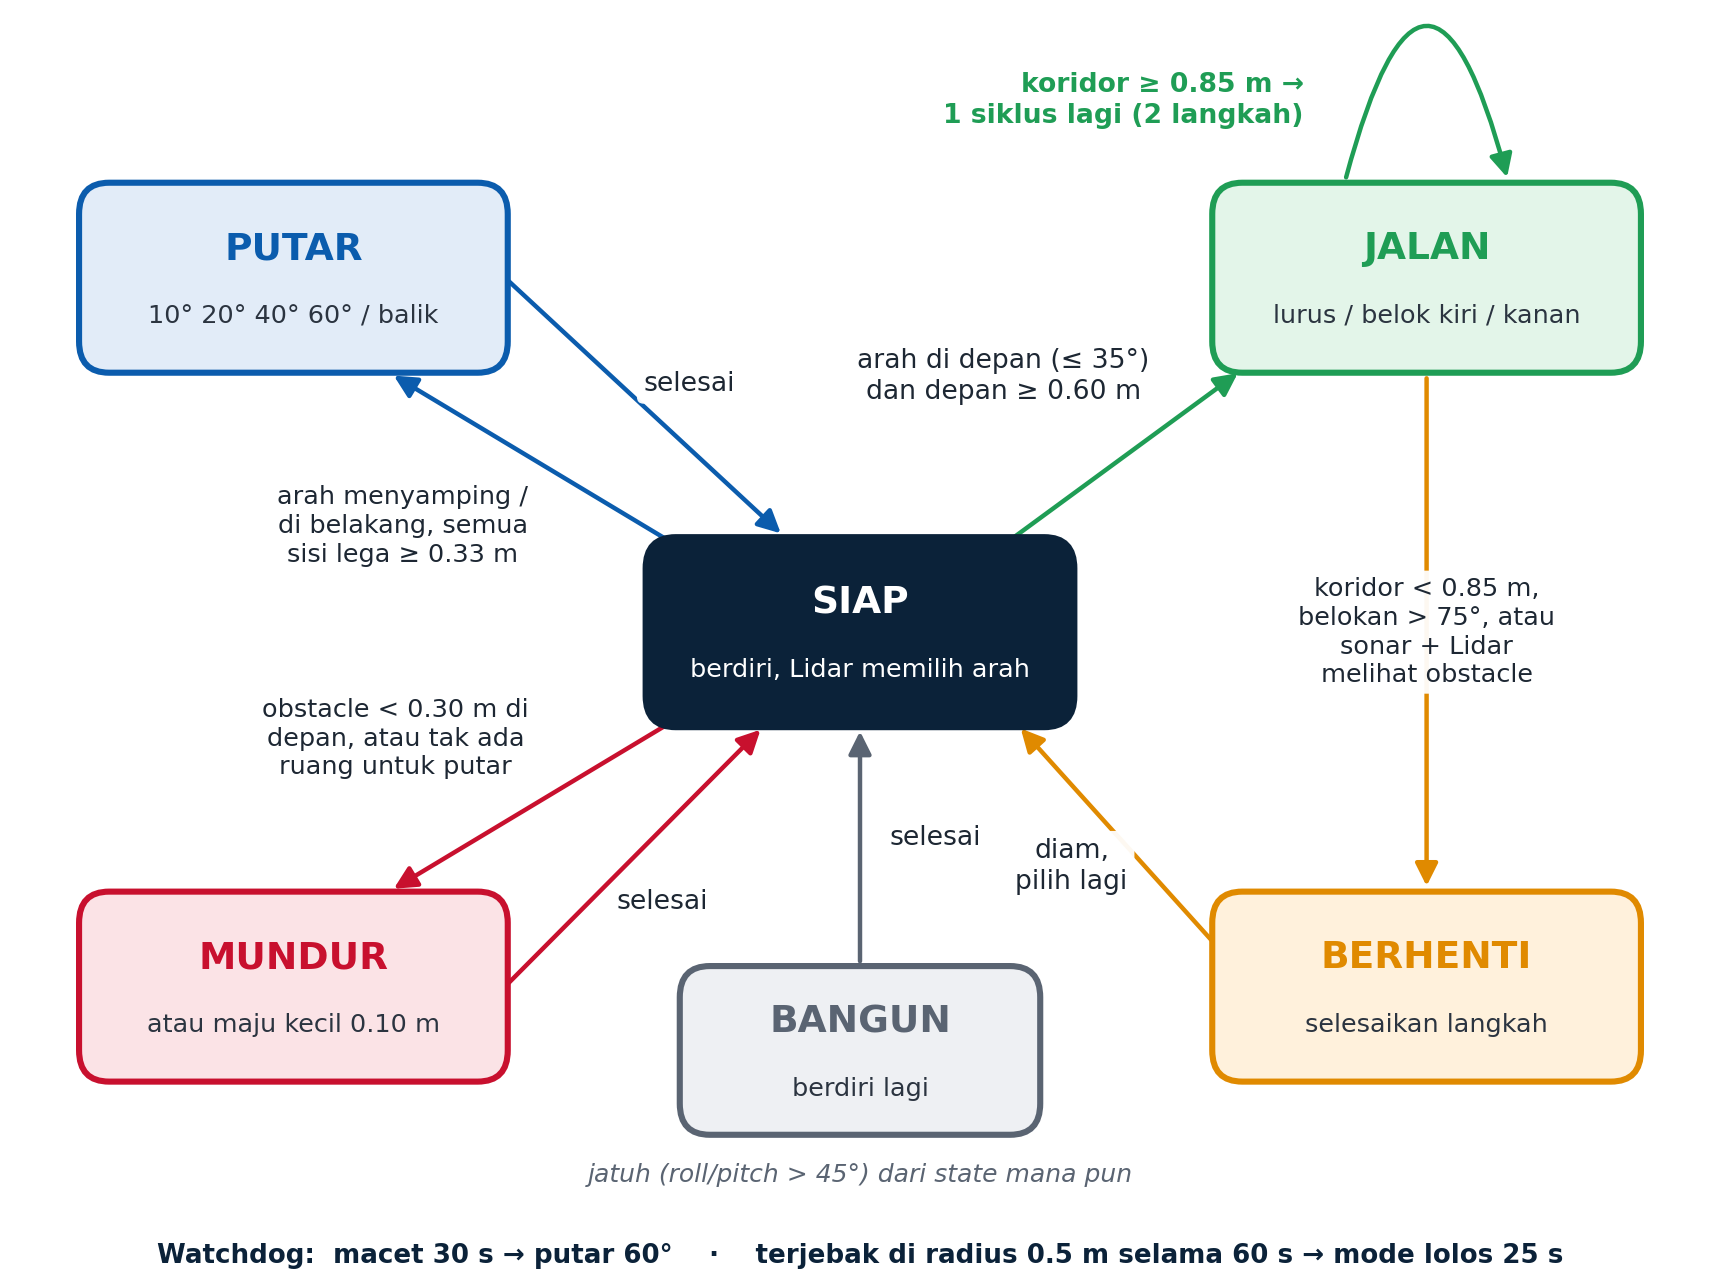 koridor ≥ 0.85 m →
1 siklus lagi (2 langkah)
PUTAR
10° 20° 40° 60° / balik
JALAN
lurus / belok kiri / kanan
selesai
arah di depan (≤ 35°)
dan depan ≥ 0.60 m
arah menyamping /
di belakang, semua
sisi lega ≥ 0.33 m
SIAP
berdiri, Lidar memilih arah
koridor < 0.85 m,
belokan > 75°, atau
sonar + Lidar
melihat obstacle
obstacle < 0.30 m di
depan, atau tak ada
ruang untuk putar
selesai
diam,
pilih lagi
selesai
MUNDUR
atau maju kecil 0.10 m
BANGUN
berdiri lagi
BERHENTI
selesaikan langkah
jatuh (roll/pitch > 45°) dari state mana pun
Watchdog: macet 30 s → putar 60° · terjebak di radius 0.5 m selama 60 s → mode lolos 25 s